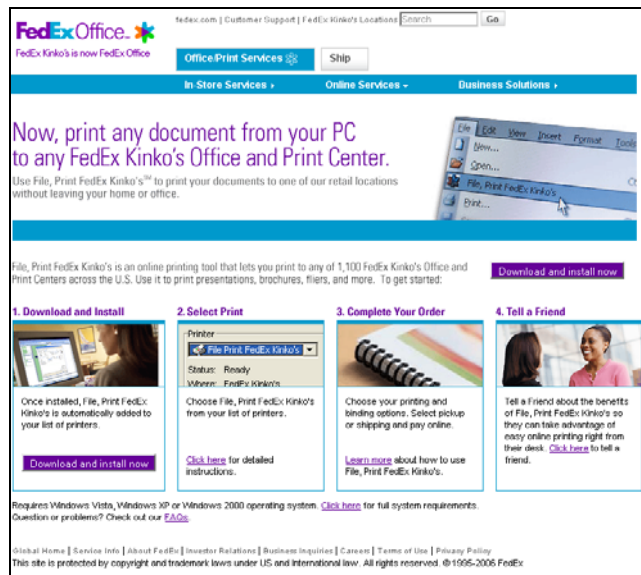 FedEx Office.
fedex.com | Customer Support | FedEx Kinko's Locations Search Go
FedEx Kinko's is now FedEx Office
Office/Print Services Ship
In-Store Services Online Services Business Solutions
Now, print any document from your PC
to any FedEx Kinko's Office and Print Center.
Use File, Print FedEx Kinko's℠ to print your documents to one of our retail locations
without leaving your home or office.
File Edit View Insert Format Tools
New...
Open...
File, Print FedEx Kinko's
Print...
File, Print FedEx Kinko's is an online printing tool that lets you print to any of 1,100 FedEx Kinko's Office and
Print Centers across the U.S. Use it to print presentations, brochures, fliers, and more. To get started:
Download and install now
1. Download and Install
Once installed, File, Print FedEx
Kinko's is automatically added to
your list of printers.
Download and install now
2. Select Print
Printer
File Print FedEx Kinko's
Status: Ready
Where: FedEx Kinko's
Choose File, Print FedEx Kinko's
from your list of printers.
Click here for detailed
instructions.
3. Complete Your Order
Choose your printing and
binding options. Select pickup
or shipping and pay online.
Learn more about how to use
File, Print FedEx Kinko's.
4. Tell a Friend
Tell a Friend about the benefits
of File, Print FedEx Kinko's so
they can take advantage of
easy online printing right from
their desk. Click here to tell a
friend.
Requires Windows Vista, Windows XP or Windows 2000 operating system. Click here for full system requirements.
Question or problems? Check out our FAQs.
Global Home | Service Info | About FedEx | Investor Relations | Business Inquiries | Careers | Terms of Use | Privacy Policy
This site is protected by copyright and trademark laws under US and International law. All rights reserved. © 1995-2006 FedEx